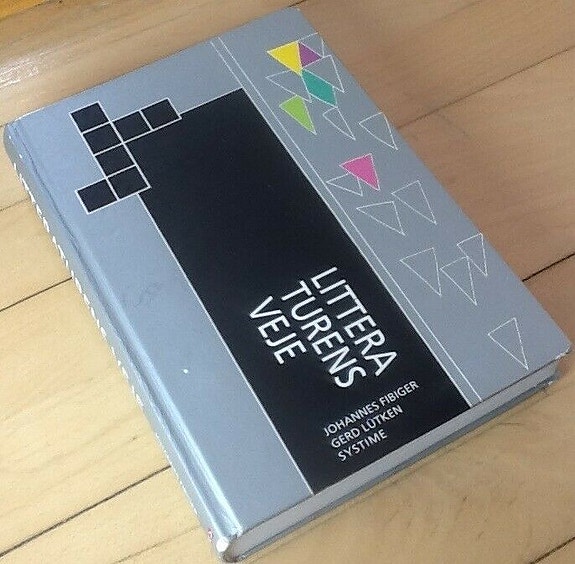 LITTERA
TURENS
VEJE
JOHANNES FIBIGER
GERD LÜTKEN
SYSTIME